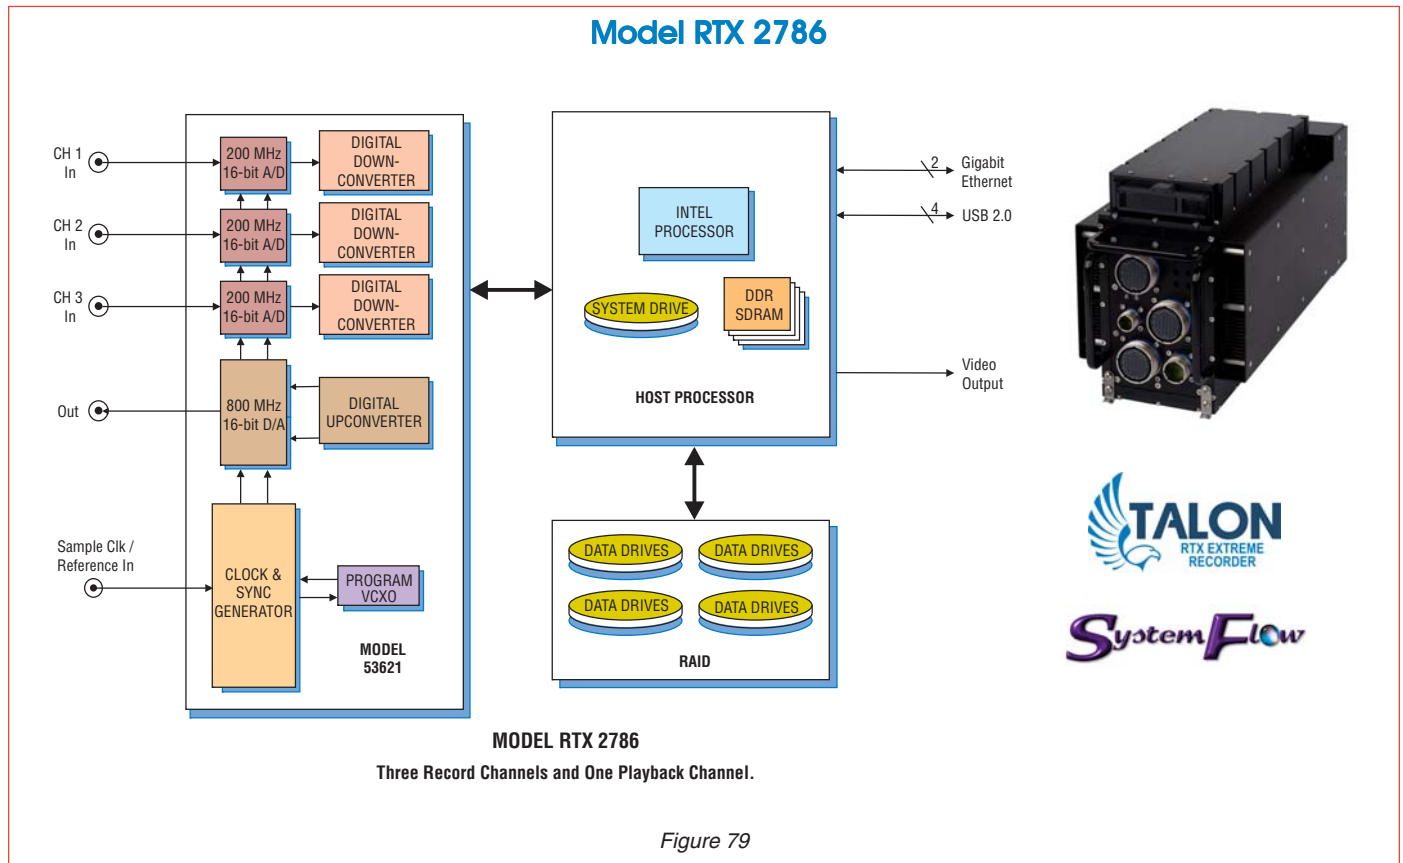 Model RTX 2786
CH 1
In
200 MHz
16-bit A/D
DIGITAL
DOWN-
CONVERTER
CH 2
In
200 MHz
16-bit A/D
DIGITAL
DOWN-
CONVERTER
CH 3
In
200 MHz
16-bit A/D
DIGITAL
DOWN-
CONVERTER
Out
800 MHz
16-bit D/A
DIGITAL
UPCONVERTER
Sample Clk /
Reference In
CLOCK &
SYNC
GENERATOR
PROGRAM
VCXO
MODEL
53621
INTEL
PROCESSOR
SYSTEM DRIVE
DDR
SDRAM
HOST PROCESSOR
2
Gigabit
Ethernet
4
USB 2.0
Video
Output
DATA DRIVES
DATA DRIVES
DATA DRIVES
DATA DRIVES
RAID
TALON
RTX EXTREME
RECORDER
SystemFlow
MODEL RTX 2786
Three Record Channels and One Playback Channel.
Figure 79